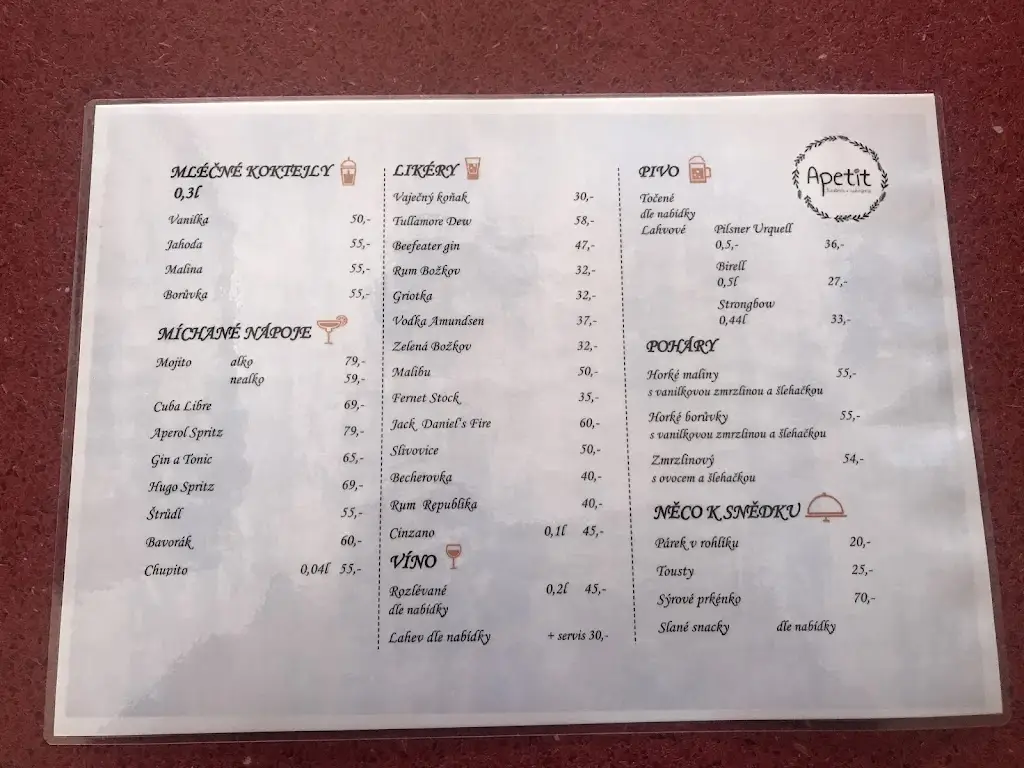 MLÉČNÉ KOKTEJLY
0,3l
Vanilka 50,-
Jahoda 55,-
Malina 55,-
Borůvka 55,-
MÍCHANÉ NÁPOJE
Mojito alko 79,-
nealko 59,-
Cuba Libre 69,-
Aperol Spritz 79,-
Gin a Tonic 65,-
Hugo Spritz 69,-
Štrůdl 55,-
Bavorák 60,-
Chupito 0,04l 55,-
LIKÉRY
Vaječný koňak 30,-
Tullamore Dew 58,-
Beefeater gin 47,-
Rum Božkov 32,-
Griotka 32,-
Vodka Amundsen 37,-
Zelená Božkov 32,-
Malibu 50,-
Fernet Stock 35,-
Jack Daniel's Fire 60,-
Slivovice 50,-
Becherovka 40,-
Rum Republika 40,-
Cinzano 0,1l 45,-
VÍNO
Rozlévané 0,2l 45,-
dle nabídky
Lahev dle nabídky + servis 30,-
PIVO
Točené
dle nabídky
Lahvové Pilsner Urquell
0,5,- 36,-
Birell
0,5l 27,-
Strongbow
0,44l 33,-
POHÁRY
Horké maliny 55,-
s vanilkovou zmrzlinou a šlehačkou
Horké borůvky 55,-
s vanilkovou zmrzlinou a šlehačkou
Zmrzlinový 54,-
s ovocem a šlehačkou
NĚCO K SNĚDKU
Párek v rohlíku 20,-
Tousty 25,-
Sýrové prkénko 70,-
Slané snacky dle nabídky
Apetit